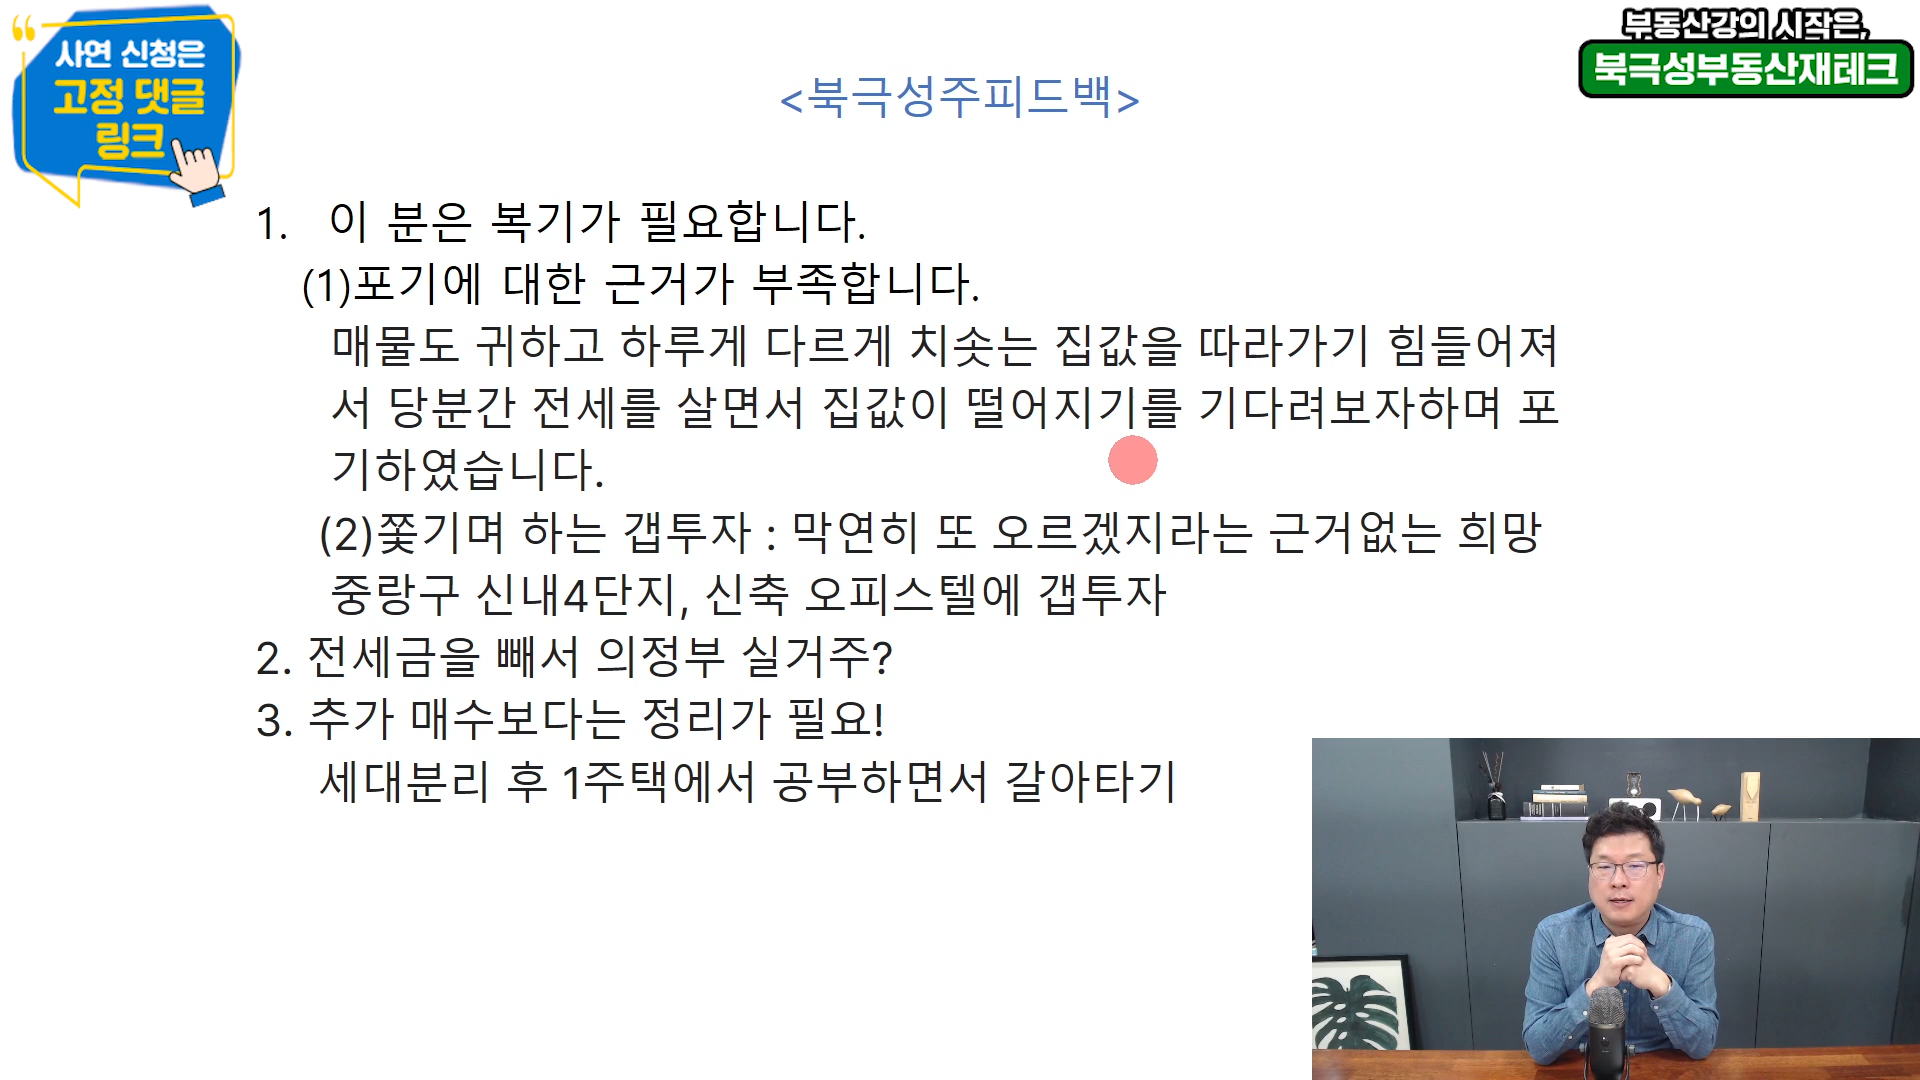 사연 신청은
고정 댓글
링크
부동산강의 시작은,
북극성부동산재테크
<북극성주피드백>
1. 이 분은 복기가 필요합니다.
(1)포기에 대한 근거가 부족합니다.
매물도 귀하고 하루게 다르게 치솟는 집값을 따라가기 힘들어져
서 당분간 전세를 살면서 집값이 떨어지기를 기다려보자하며 포
기하였습니다.
(2)쫓기며 하는 갭투자 : 막연히 또 오르겠지라는 근거없는 희망
중랑구 신내4단지, 신축 오피스텔에 갭투자
2. 전세금을 빼서 의정부 실거주?
3. 추가 매수보다는 정리가 필요!
세대분리 후 1주택에서 공부하면서 갈아타기